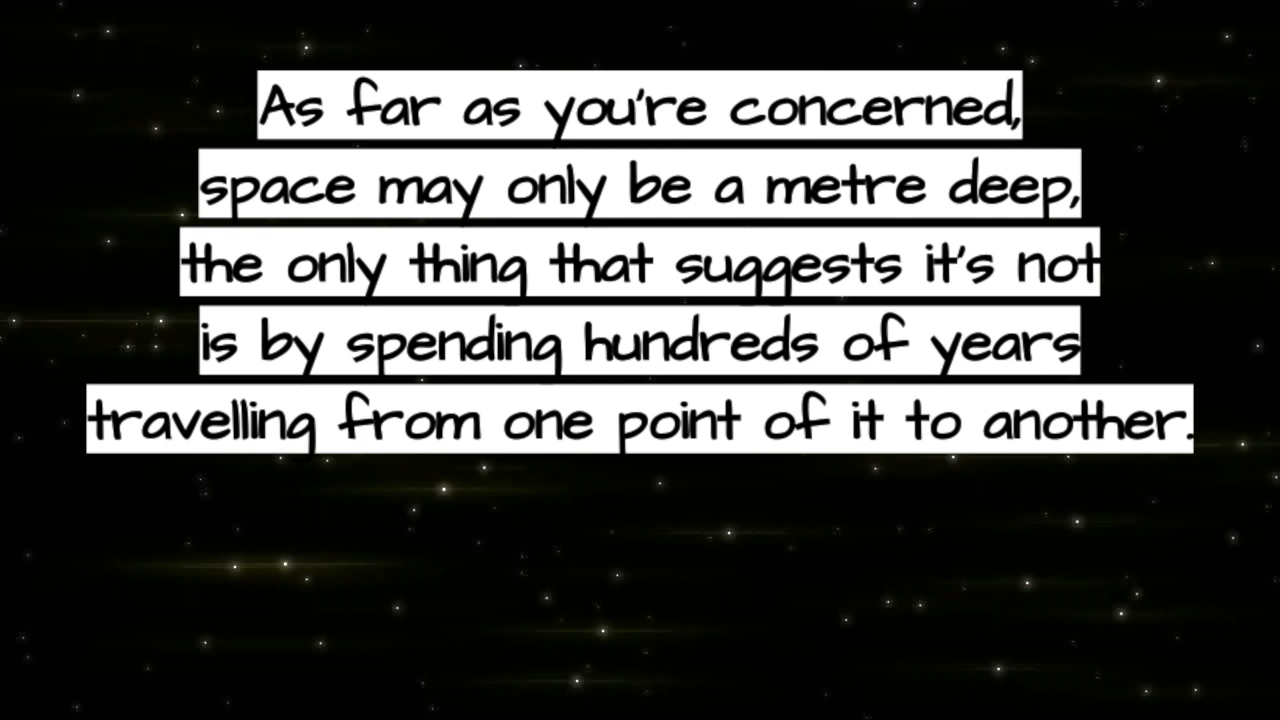 As far as you're concerned,
space may only be a metre deep,
the only thing that suggests it's not
is by spending hundreds of years
travelling from one point of it to another.